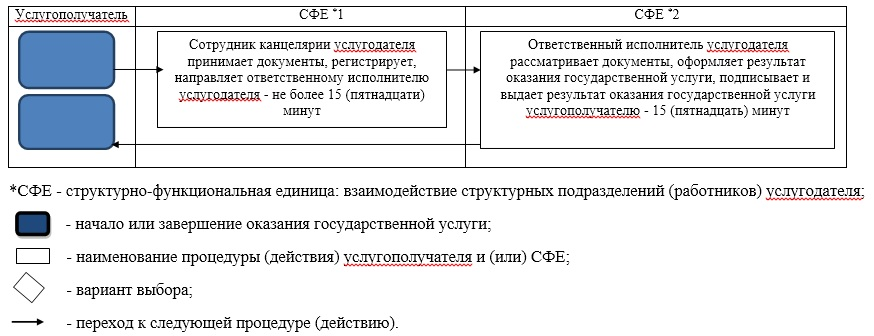 Услугополучатель
СФЕ *1
СФЕ *2
Сотрудник канцелярии услугодателя
принимает документы, регистрирует,
направляет ответственному исполнителю
услугодателя - не более 15 (пятнадцати)
минут
Ответственный исполнитель услугодателя
рассматривает документы, оформляет результат
оказания государственной услуги, подписывает и
выдает результат оказания государственной услуги
услугополучателю - 15 (пятнадцать) минут
*СФЕ - структурно-функциональная единица: взаимодействие структурных подразделений (работников) услугодателя;
- начало или завершение оказания государственной услуги;
- наименование процедуры (действия) услугополучателя и (или) СФЕ;
- вариант выбора;
- переход к следующей процедуре (действию).